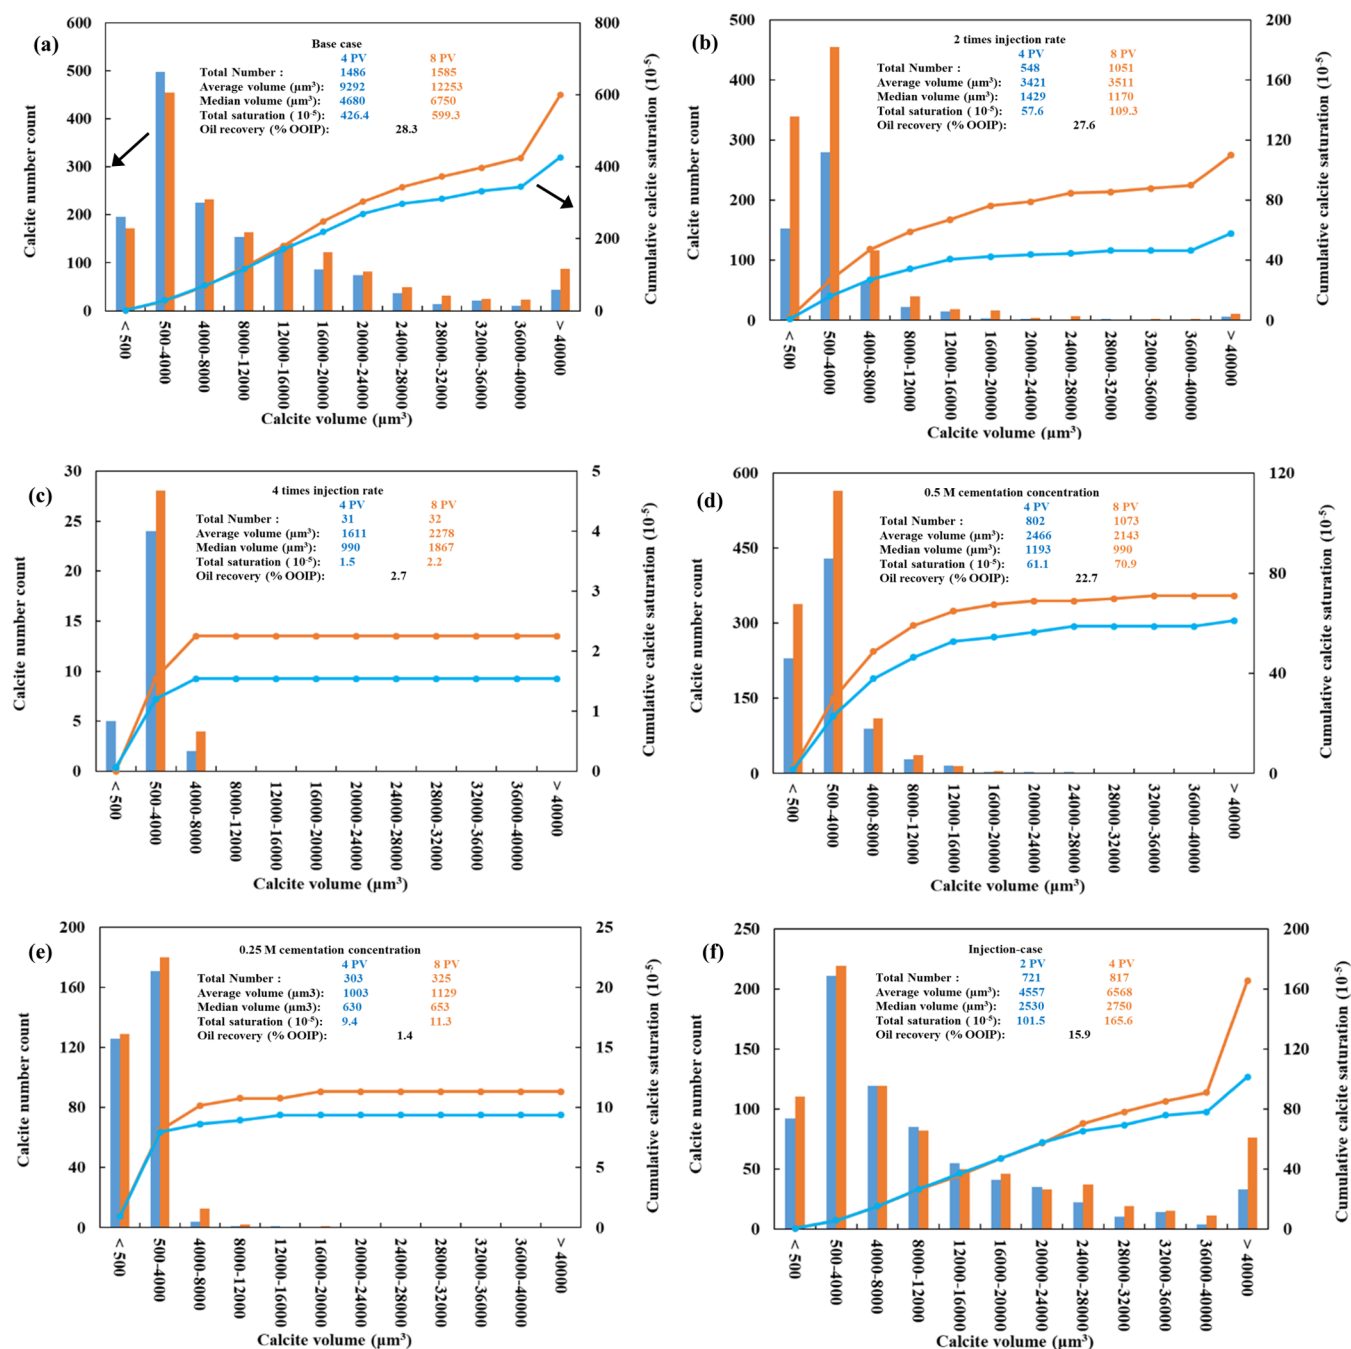 (a)
Base case
4 PV 8 PV
Total Number : 1486 1585
Average volume (µm³): 9292 12253
Median volume (µm³): 4680 6750
Total saturation ( 10⁻⁵): 426.4 599.3
Oil recovery (% OOIP): 28.3
Calcite number count
600
500
400
300
200
100
0
Cumulative calcite saturation (10⁻⁵)
800
600
400
200
0
< 500
500-4000
4000-8000
8000-12000
12000-16000
16000-20000
20000-24000
24000-28000
28000-32000
32000-36000
36000-40000
> 40000
Calcite volume (µm³)
(b)
2 times injection rate
4 PV 8 PV
Total Number : 548 1051
Average volume (µm³): 3421 3511
Median volume (µm³): 1429 1170
Total saturation ( 10⁻⁵): 57.6 109.3
Oil recovery (% OOIP): 27.6
Calcite number count
500
400
300
200
100
0
Cumulative calcite saturation (10⁻⁵)
200
160
120
80
40
0
< 500
500-4000
4000-8000
8000-12000
12000-16000
16000-20000
20000-24000
24000-28000
28000-32000
32000-36000
36000-40000
> 40000
Calcite volume (µm³)
(c)
4 times injection rate
4 PV 8 PV
Total Number : 31 32
Average volume (µm³): 1611 2278
Median volume (µm³): 990 1867
Total saturation ( 10⁻⁵): 1.5 2.2
Oil recovery (% OOIP): 2.7
Calcite number count
30
25
20
15
10
5
0
Cumulative calcite saturation (10⁻⁵)
5
4
3
2
1
0
< 500
500-4000
4000-8000
8000-12000
12000-16000
16000-20000
20000-24000
24000-28000
28000-32000
32000-36000
36000-40000
> 40000
Calcite volume (µm³)
(d)
0.5 M cementation concentration
4 PV 8 PV
Total Number : 802 1073
Average volume (µm³): 2466 2143
Median volume (µm³): 1193 990
Total saturation ( 10⁻⁵): 61.1 70.9
Oil recovery (% OOIP): 22.7
Calcite number count
600
450
300
150
0
Cumulative calcite saturation (10⁻⁵)
120
80
40
0
< 500
500-4000
4000-8000
8000-12000
12000-16000
16000-20000
20000-24000
24000-28000
28000-32000
32000-36000
36000-40000
> 40000
Calcite volume (µm³)
(e)
0.25 M cementation concentration
4 PV 8 PV
Total Number : 303 325
Average volume (µm3): 1003 1129
Median volume (µm3): 630 653
Total saturation ( 10⁻⁵): 9.4 11.3
Oil recovery (% OOIP): 1.4
Calcite number count
200
160
120
80
40
0
Cumulative calcite saturation (10⁻⁵)
25
20
15
10
5
0
< 500
500-4000
4000-8000
8000-12000
12000-16000
16000-20000
20000-24000
24000-28000
28000-32000
32000-36000
36000-40000
> 40000
Calcite volume (µm³)
(f)
Injection-case
2 PV 4 PV
Total Number : 721 817
Average volume (µm³): 4557 6568
Median volume (µm³): 2530 2750
Total saturation ( 10⁻⁵): 101.5 165.6
Oil recovery (% OOIP): 15.9
Calcite number count
250
200
150
100
50
0
Cumulative calcite saturation (10⁻⁵)
200
160
120
80
40
0
< 500
500-4000
4000-8000
8000-12000
12000-16000
16000-20000
20000-24000
24000-28000
28000-32000
32000-36000
36000-40000
> 40000
Calcite volume (µm³)